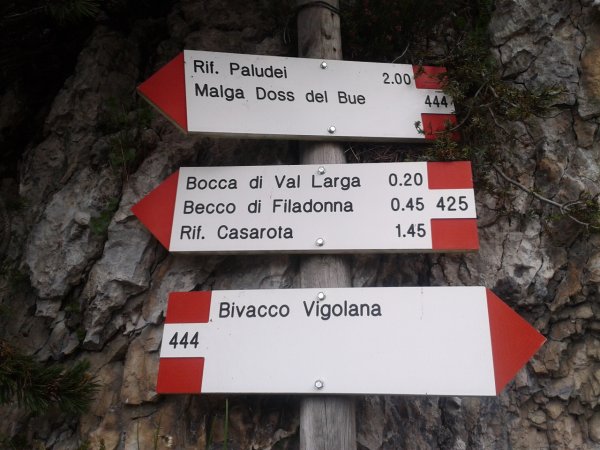 Rif. Paludei 2.00
Malga Doss del Bue 444
Bocca di Val Larga 0.20
Becco di Filadonna 0.45 425
Rif. Casarota 1.45
Bivacco Vigolana
444